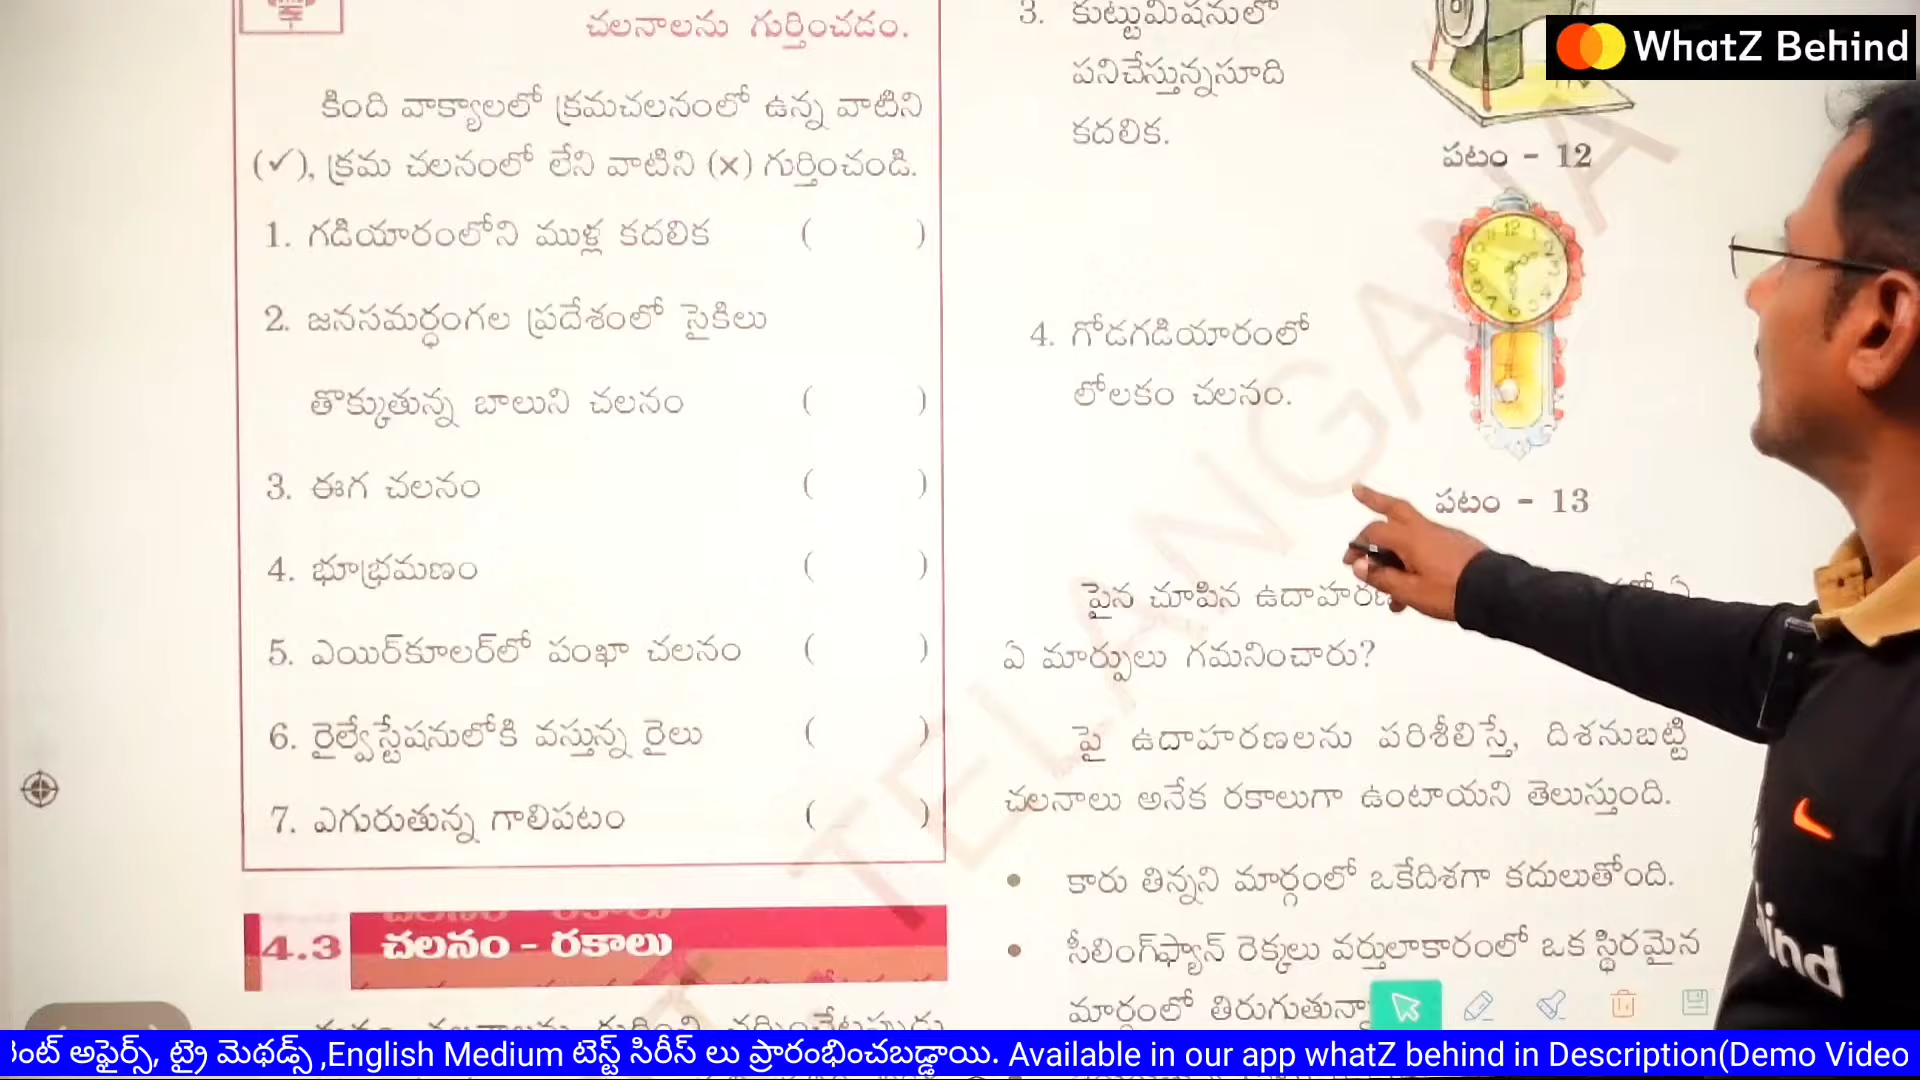 చలనాలను గుర్తించడం.
కింది వాక్యాలలో క్రమచలనంలో ఉన్న వాటిని
(✓), క్రమ చలనంలో లేని వాటిని (×) గుర్తించండి.
1. గడియారంలోని ముళ్ల కదలిక ( )
2. జనసమర్ధంగల ప్రదేశంలో సైకిలు
తొక్కుతున్న బాలుని చలనం ( )
3. ఈగ చలనం ( )
4. భూభ్రమణం ( )
5. ఎయిర్‌కూలర్‌లో పంఖా చలనం ( )
6. రైల్వేస్టేషనులోకి వస్తున్న రైలు ( )
7. ఎగురుతున్న గాలిపటం ( )
4.3 చలనం - రకాలు
3. కుట్టుమిషనులో
పనిచేస్తున్నసూది
కదలిక.
పటం - 12
4. గోడగడియారంలో
లోలకం చలనం.
పటం - 13
పైన చూపిన
ఏ మార్పులు గమనించారు?
పై ఉదాహరణలను పరిశీలిస్తే, దిశనుబట్టి
చలనాలు అనేక రకాలుగా ఉంటాయని తెలుస్తుంది.
• కారు తిన్నని మార్గంలో ఒకేదిశగా కదులుతోంది.
• సీలింగ్‌ఫ్యాన్ రెక్కలు వర్తులాకారంలో ఒక స్థిరమైన
మార్గంలో
TELANGANA
WhatZ Behind
అఫైర్స్, ట్రై మెథడ్స్ ,English Medium టెస్ట్ సిరీస్ లు ప్రారంభించబడ్డాయి. Available in our app whatZ behind in Description(Demo Video